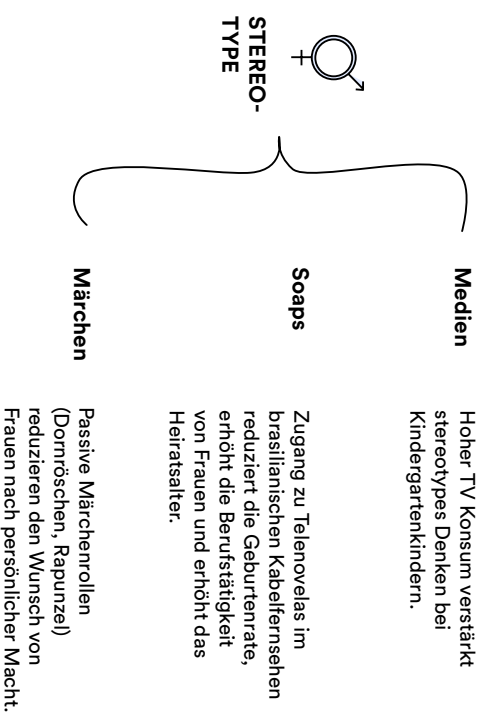 STEREO-
TYPE
Medien
Hoher TV Konsum verstärkt
stereotypes Denken bei
Kindergartenkindern.
Soaps
Zugang zu Telenovelas im
brasilianischen Kabelfernsehen
reduziert die Geburtenrate,
erhöht die Berufstätigkeit
von Frauen und erhöht das
Heiratsalter.
Märchen
Passive Märchenrollen
(Dornröschen, Rapunzel)
reduzieren den Wunsch von
Frauen nach persönlicher Macht.